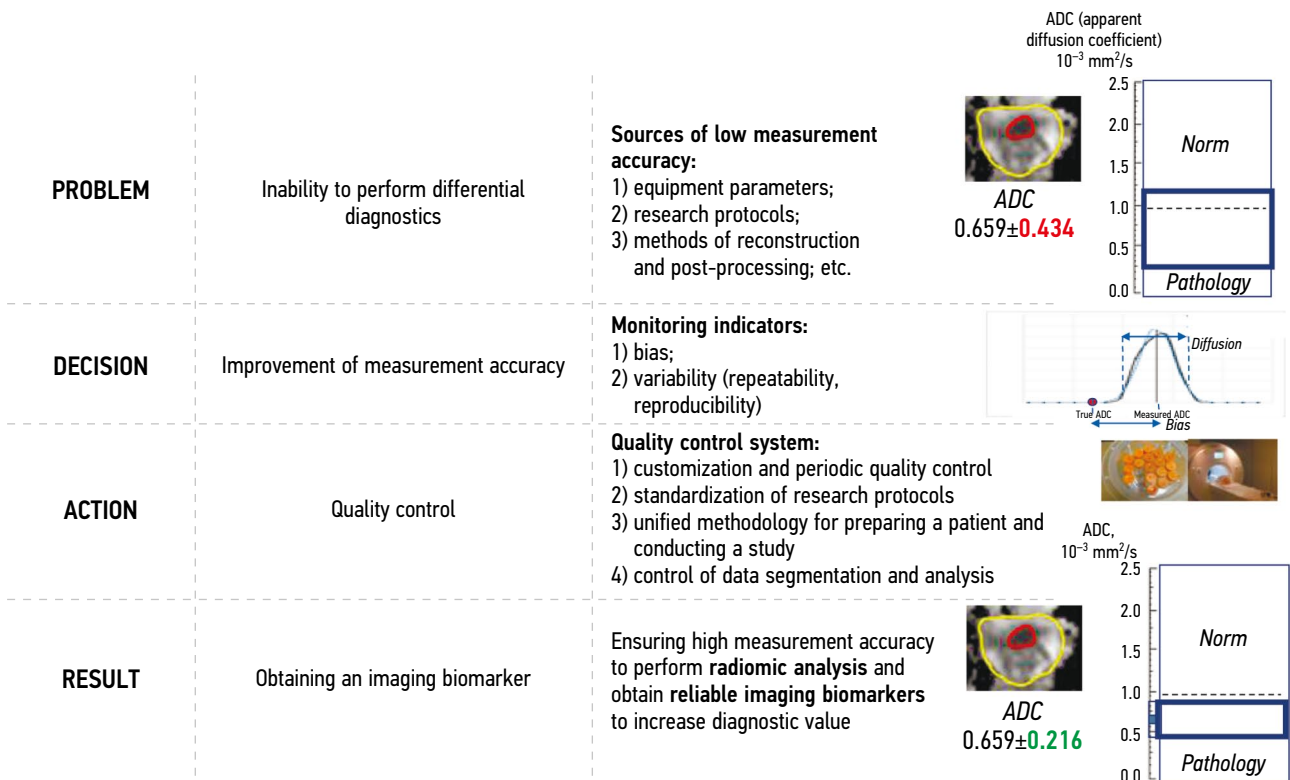 ADC (apparent
diffusion coefficient)
10⁻³ mm²/s
PROBLEM
Inability to perform differential
diagnostics
Sources of low measurement
accuracy:
1) equipment parameters;
2) research protocols;
3) methods of reconstruction
and post-processing; etc.
ADC
0.659±0.434
2.5
2.0
1.5
1.0
0.5
0.0
Norm
Pathology
DECISION
Improvement of measurement accuracy
Monitoring indicators:
1) bias;
2) variability (repeatability,
reproducibility)
Diffusion
True ADC
Measured ADC
Bias
ACTION
Quality control
Quality control system:
1) customization and periodic quality control
2) standardization of research protocols
3) unified methodology for preparing a patient and
conducting a study
4) control of data segmentation and analysis
ADC,
10⁻³ mm²/s
RESULT
Obtaining an imaging biomarker
Ensuring high measurement accuracy
to perform radiomic analysis and
obtain reliable imaging biomarkers
to increase diagnostic value
ADC
0.659±0.216
2.5
2.0
1.5
1.0
0.5
0.0
Norm
Pathology